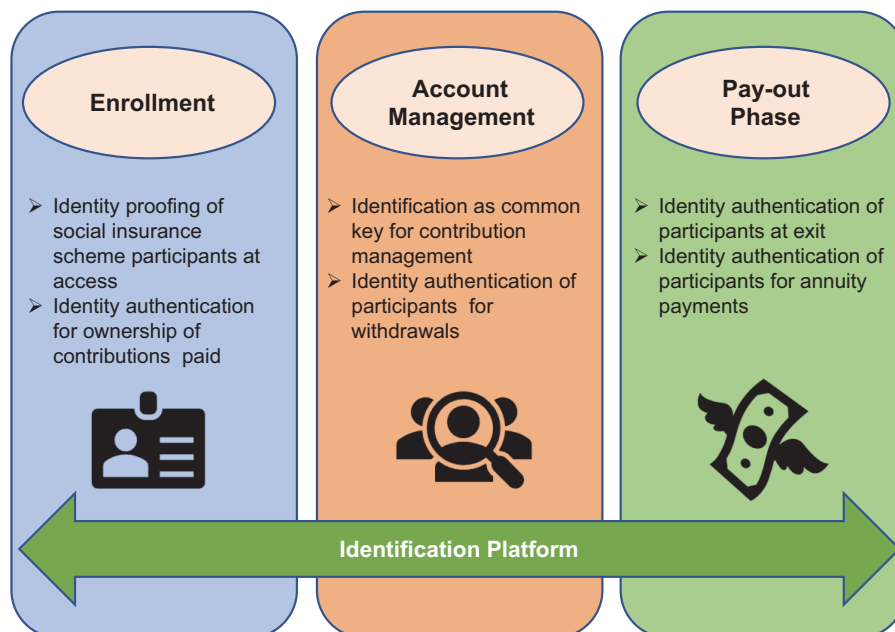 Enrollment
➢ Identity proofing of
social insurance
scheme participants at
access
➢ Identity authentication
for ownership of
contributions paid
Account
Management
➢ Identification as common
key for contribution
management
➢ Identity authentication of
participants for
withdrawals
Pay-out
Phase
➢ Identity authentication of
participants at exit
➢ Identity authentication of
participants for annuity
payments
Identification Platform